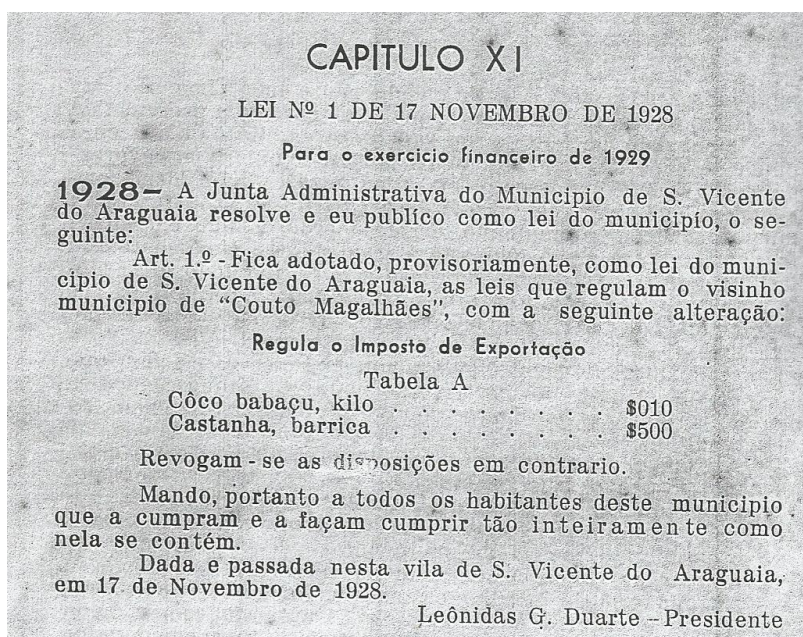 CAPITULO XI
LEI Nº 1 DE 17 NOVEMBRO DE 1928
Para o exercicio financeiro de 1929
1928— A Junta Administrativa do Municipio de S. Vicente
do Araguaia resolve e eu publico como lei do municipio, o se-
guinte:
Art. 1.º - Fica adotado, provisoriamente, como lei do muni-
cipio de S. Vicente do Araguaia, as leis que regulam o visinho
municipio de "Couto Magalhães", com a seguinte alteração:
Regula o Imposto de Exportação
Tabela A
Côco babaçu, kilo . . . . . . . . $010
Castanha, barrica . . . . . . . . $500
Revogam - se as disposições em contrario.
Mando, portanto a todos os habitantes deste municipio
que a cumpram e a façam cumprir tão inteiramente como
nela se contém.
Dada e passada nesta vila de S. Vicente do Araguaia,
em 17 de Novembro de 1928.
Leônidas G. Duarte – Presidente